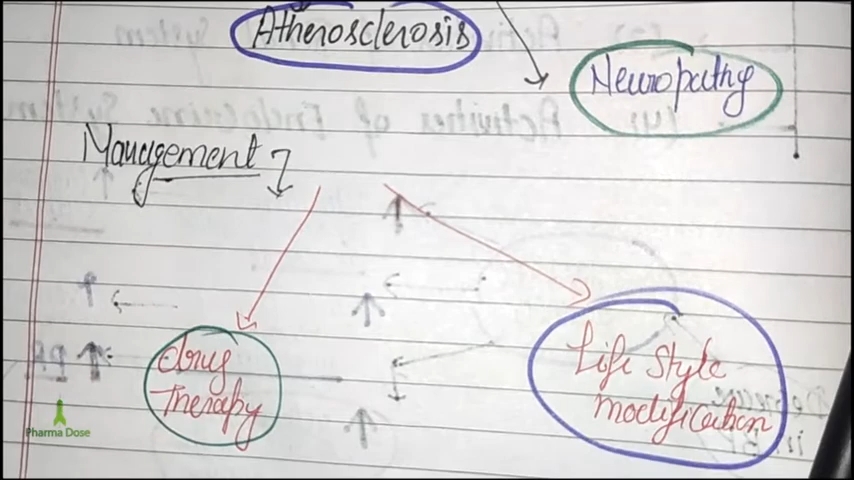 Atherosclerosis
Neuropathy
Management
drug
Therapy
Life Style
modification
Pharma Dose